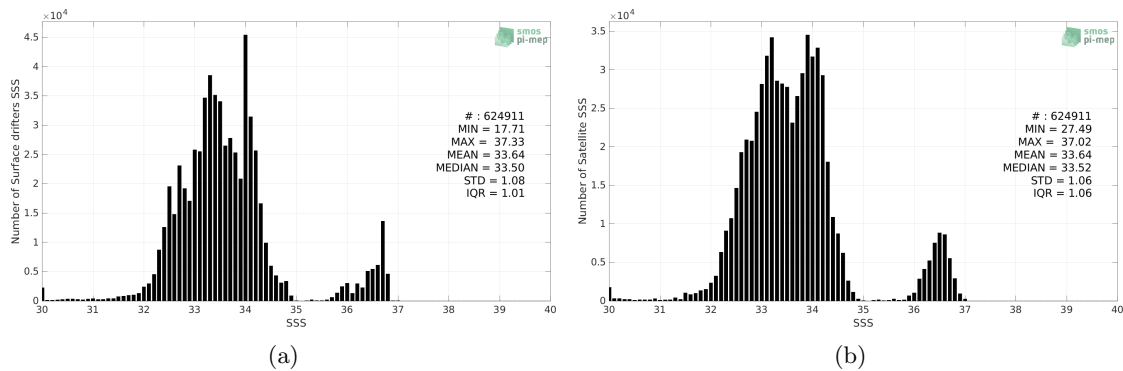 ×10⁴
4.5
4
3.5
3
2.5
2
1.5
1
0.5
0
Number of Surface drifters SSS
30 31 32 33 34 35 36 37 38 39 40
SSS
smos
pi-mep
# : 624911
MIN = 17.71
MAX = 37.33
MEAN = 33.64
MEDIAN = 33.50
STD = 1.08
IQR = 1.01
(a)
×10⁴
3.5
3
2.5
2
1.5
1
0.5
0
Number of Satellite SSS
30 31 32 33 34 35 36 37 38 39 40
SSS
smos
pi-mep
# : 624911
MIN = 27.49
MAX = 37.02
MEAN = 33.64
MEDIAN = 33.52
STD = 1.06
IQR = 1.06
(b)